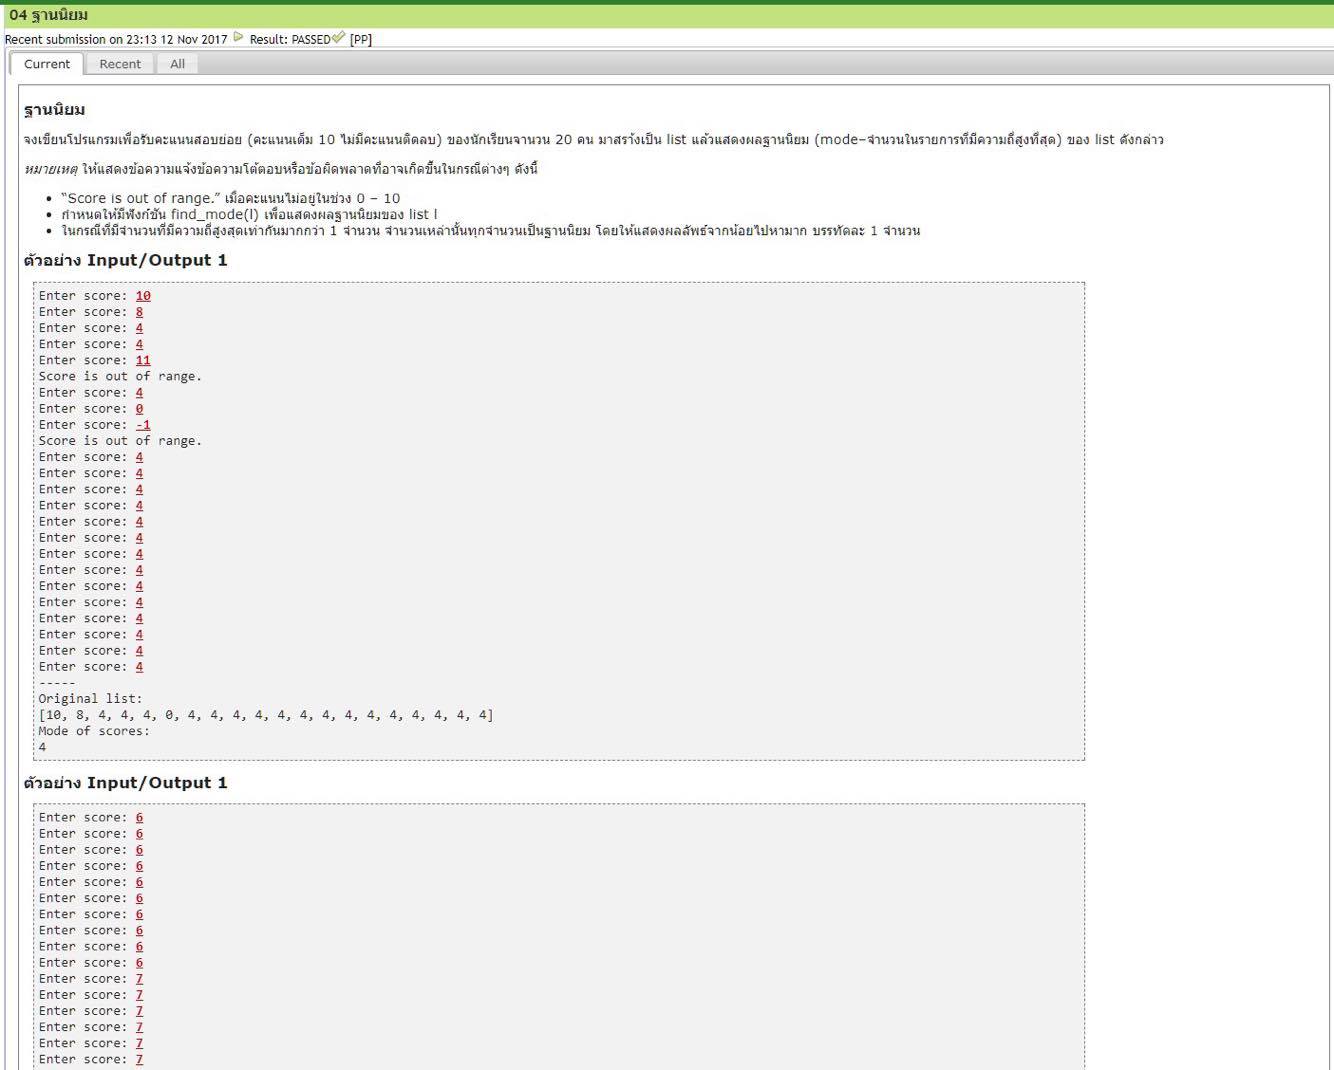 04 ฐานนิยม
Recent submission on 23:13 12 Nov 2017 Result: PASSED [PP]
Current Recent All
ฐานนิยม
จงเขียนโปรแกรมเพื่อรับคะแนนสอบย่อย (คะแนนเต็ม 10 ไม่มีคะแนนติดลบ) ของนักเรียนจานวน 20 คน มาสรา้งเป็น list แล้วแสดงผลฐานนิยม (mode–จำนวนในรายการที่มีความถี่สูงที่สุด) ของ list ดังกล่าว
หมายเหตุ ให้แสดงข้อความแจ้งข้อความโต้ตอบหรือข้อผิดพลาดที่อาจเกิดขึ้นในกรณีต่างๆ ดังนี้
• “Score is out of range.” เมื่อคะแนนไม่อยู่ในช่วง 0 – 10
• กำหนดให้มีฟังก์ชัน find_mode(l) เพื่อแสดงผลฐานนิยมของ list l
• ในกรณีที่มีจำนวนที่มีความถี่สูงสุดเท่ากันมากกว่า 1 จำนวน จำนวนเหล่านั้นทุกจำนวนเป็นฐานนิยม โดยให้แสดงผลลัพธ์จากน้อยไปหามาก บรรทัดละ 1 จำนวน
ตัวอย่าง Input/Output 1
Enter score: 10
Enter score: 8
Enter score: 4
Enter score: 4
Enter score: 11
Score is out of range.
Enter score: 4
Enter score: 0
Enter score: -1
Score is out of range.
Enter score: 4
Enter score: 4
Enter score: 4
Enter score: 4
Enter score: 4
Enter score: 4
Enter score: 4
Enter score: 4
Enter score: 4
Enter score: 4
Enter score: 4
Enter score: 4
Enter score: 4
Enter score: 4
-----
Original list:
[10, 8, 4, 4, 4, 0, 4, 4, 4, 4, 4, 4, 4, 4, 4, 4, 4, 4, 4, 4]
Mode of scores:
4
ตัวอย่าง Input/Output 1
Enter score: 6
Enter score: 6
Enter score: 6
Enter score: 6
Enter score: 6
Enter score: 6
Enter score: 6
Enter score: 6
Enter score: 6
Enter score: 6
Enter score: 7
Enter score: 7
Enter score: 7
Enter score: 7
Enter score: 7
Enter score: 7